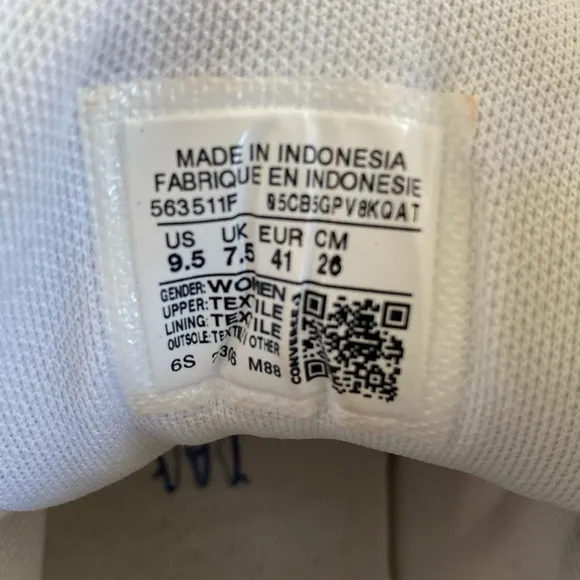 MADE IN INDONESIA
FABRIQUE EN INDONESIE
563511F 95CB5GPV8KQAT
US UK EUR CM
9.5 7.5 41 26
GENDER: WOMEN
UPPER: TEXTILE
LINING: TEXTILE
OUTSOLE: TEXTILE/OTHER
6S M88
CONVERSE